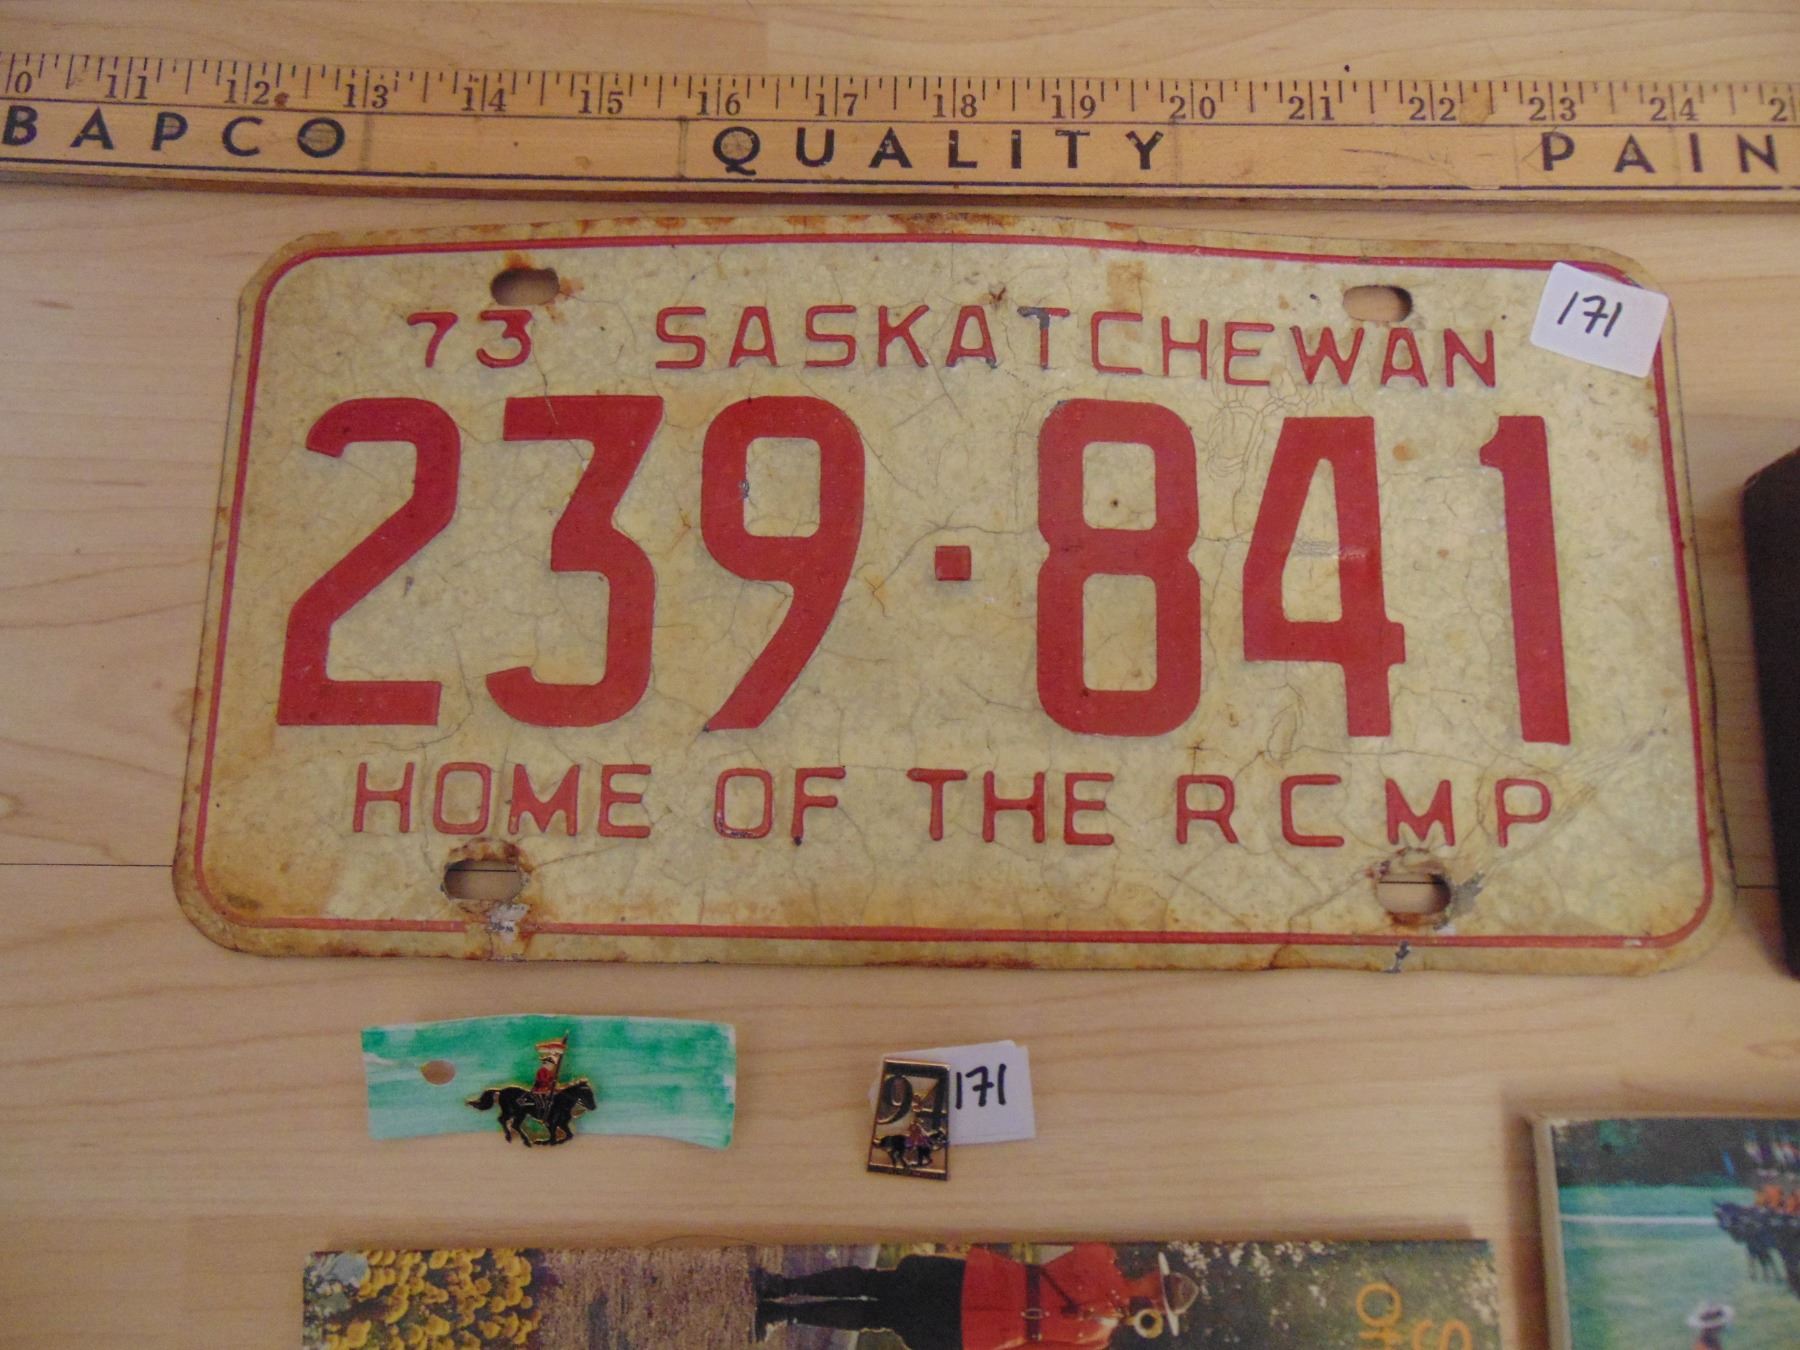 0 11 12 13 14 15 16 17 18 19 20 21 22 23 24 2
BAPCO QUALITY PAIN
73 SASKATCHEWAN
171
239·841
HOME OF THE RCMP
94
171